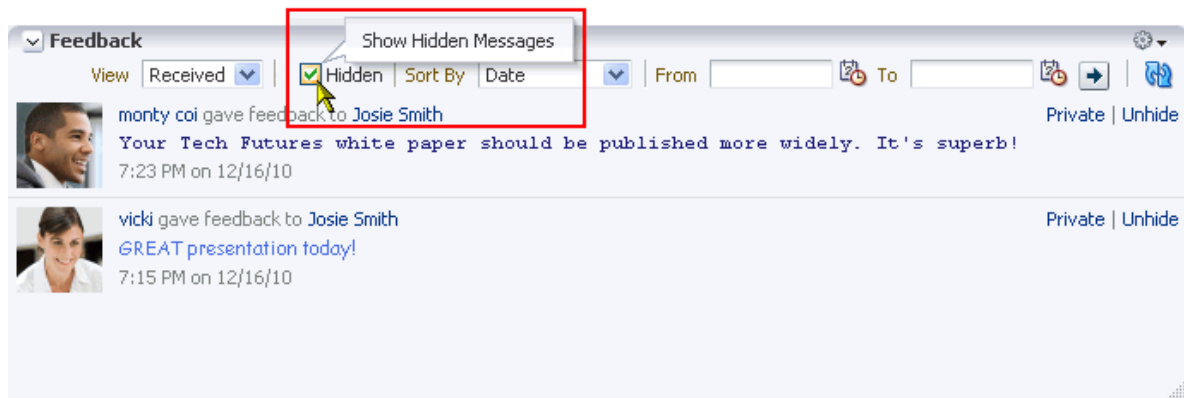 Show Hidden Messages
Feedback
View Received Hidden Sort By Date From To
monty coi gave feedback to Josie Smith Private | Unhide
Your Tech Futures white paper should be published more widely. It's superb!
7:23 PM on 12/16/10
vicki gave feedback to Josie Smith Private | Unhide
GREAT presentation today!
7:15 PM on 12/16/10